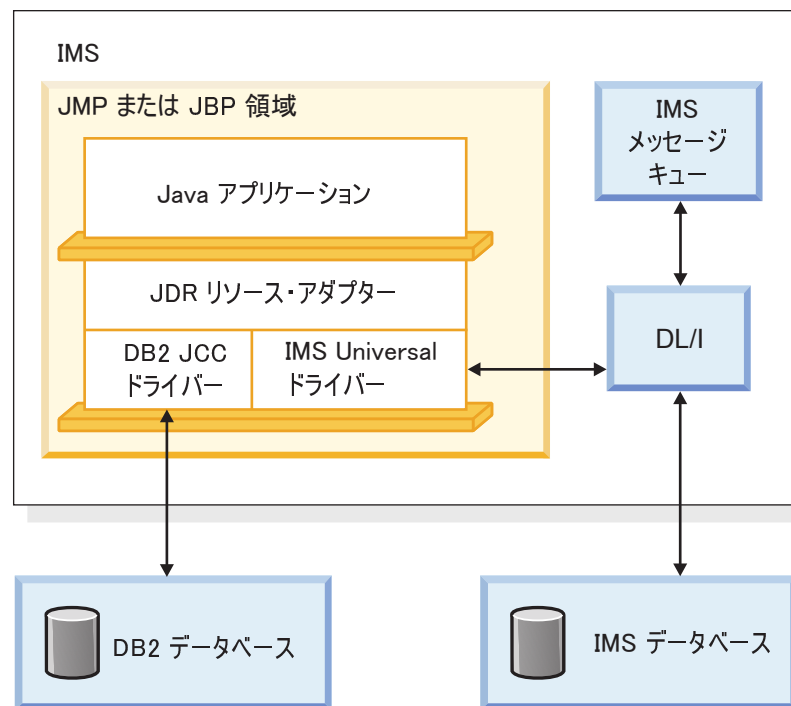 IMS
JMP または JBP 領域
Java アプリケーション
JDR リソース・アダプター
DB2 JCC
ドライバー
IMS Universal
ドライバー
IMS
メッセージ
キュー
DL/I
DB2 データベース
IMS データベース